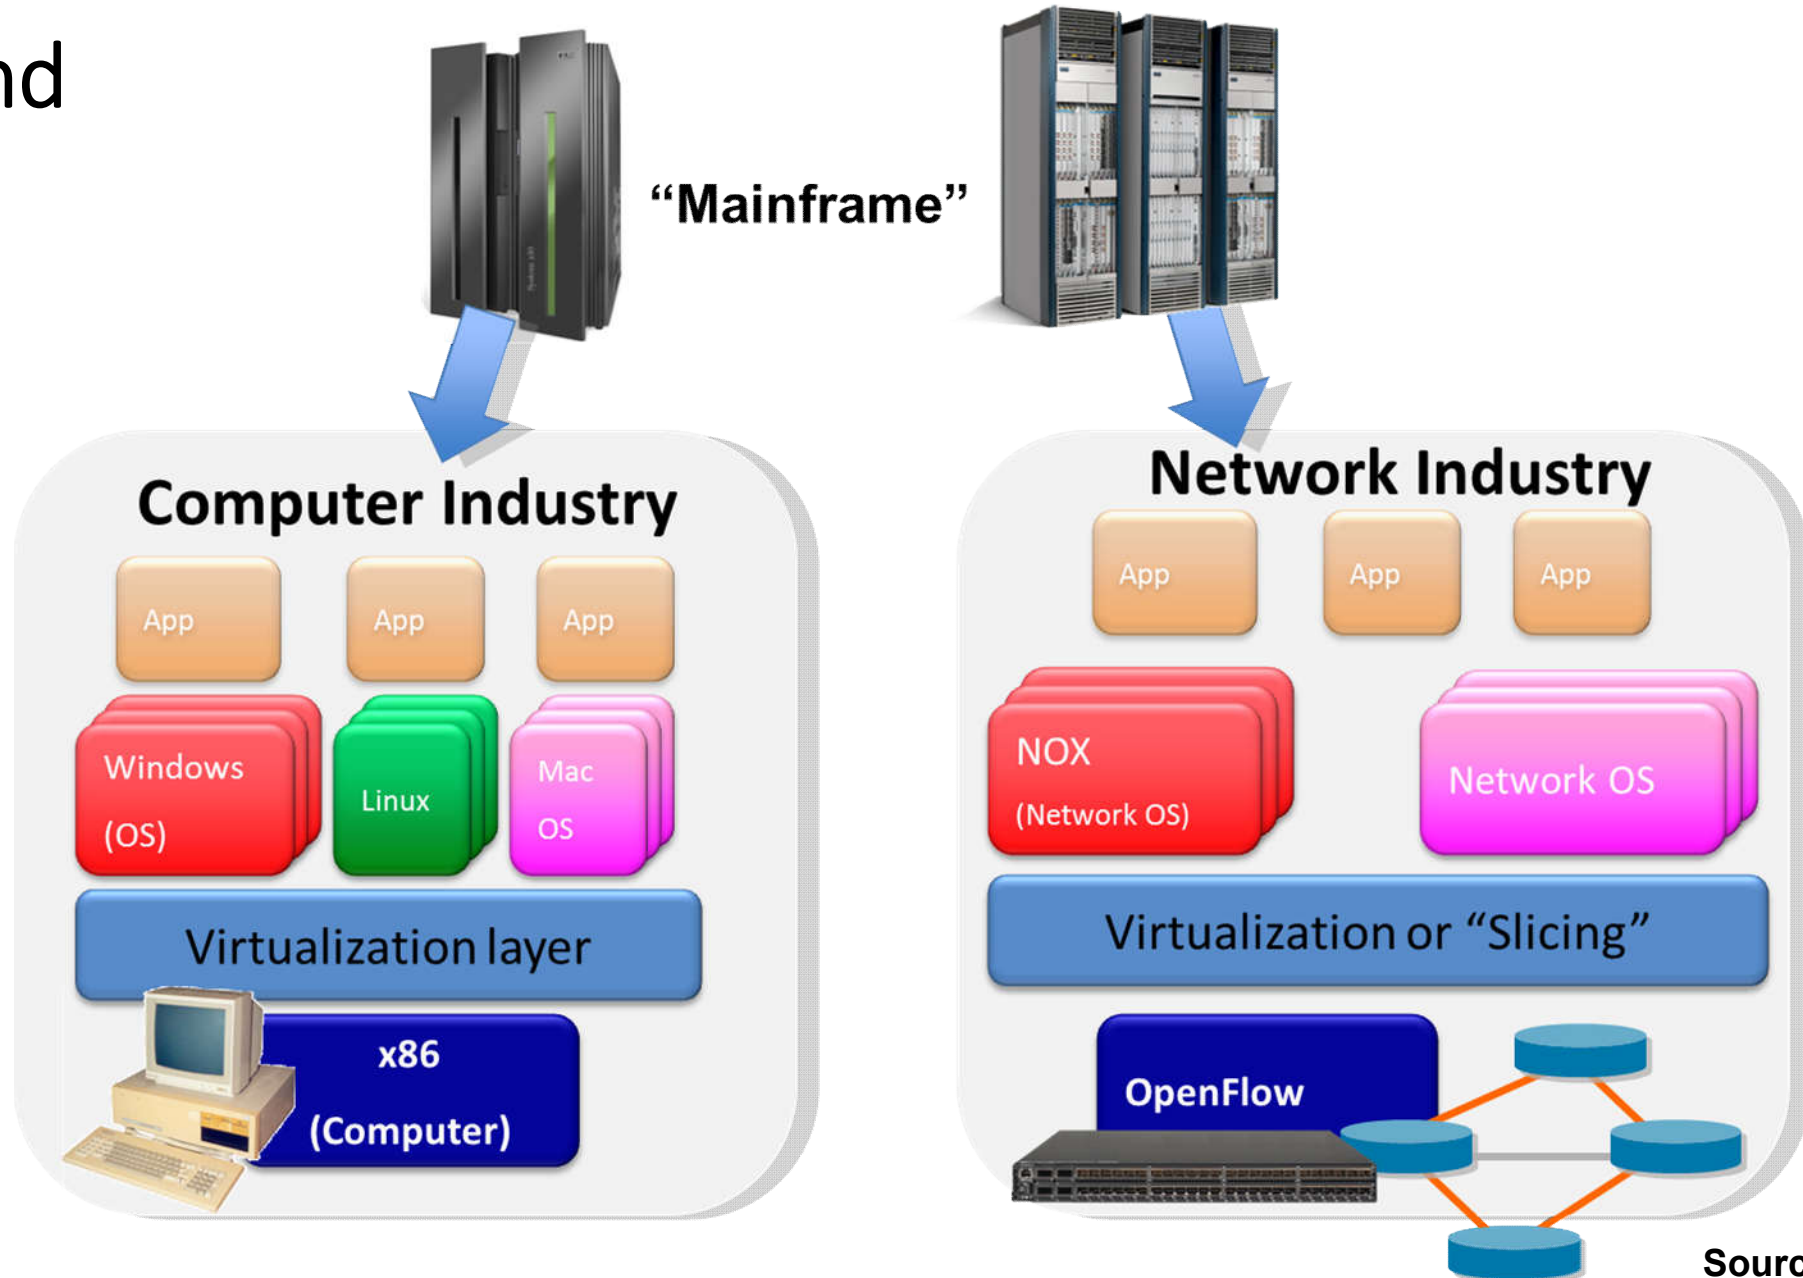 nd
“Mainframe”
Computer Industry
App
App
App
Windows
(OS)
Linux
Mac
OS
Virtualization layer
x86
(Computer)
Network Industry
App
App
App
NOX
(Network OS)
Network OS
Virtualization or “Slicing”
OpenFlow
Sourc